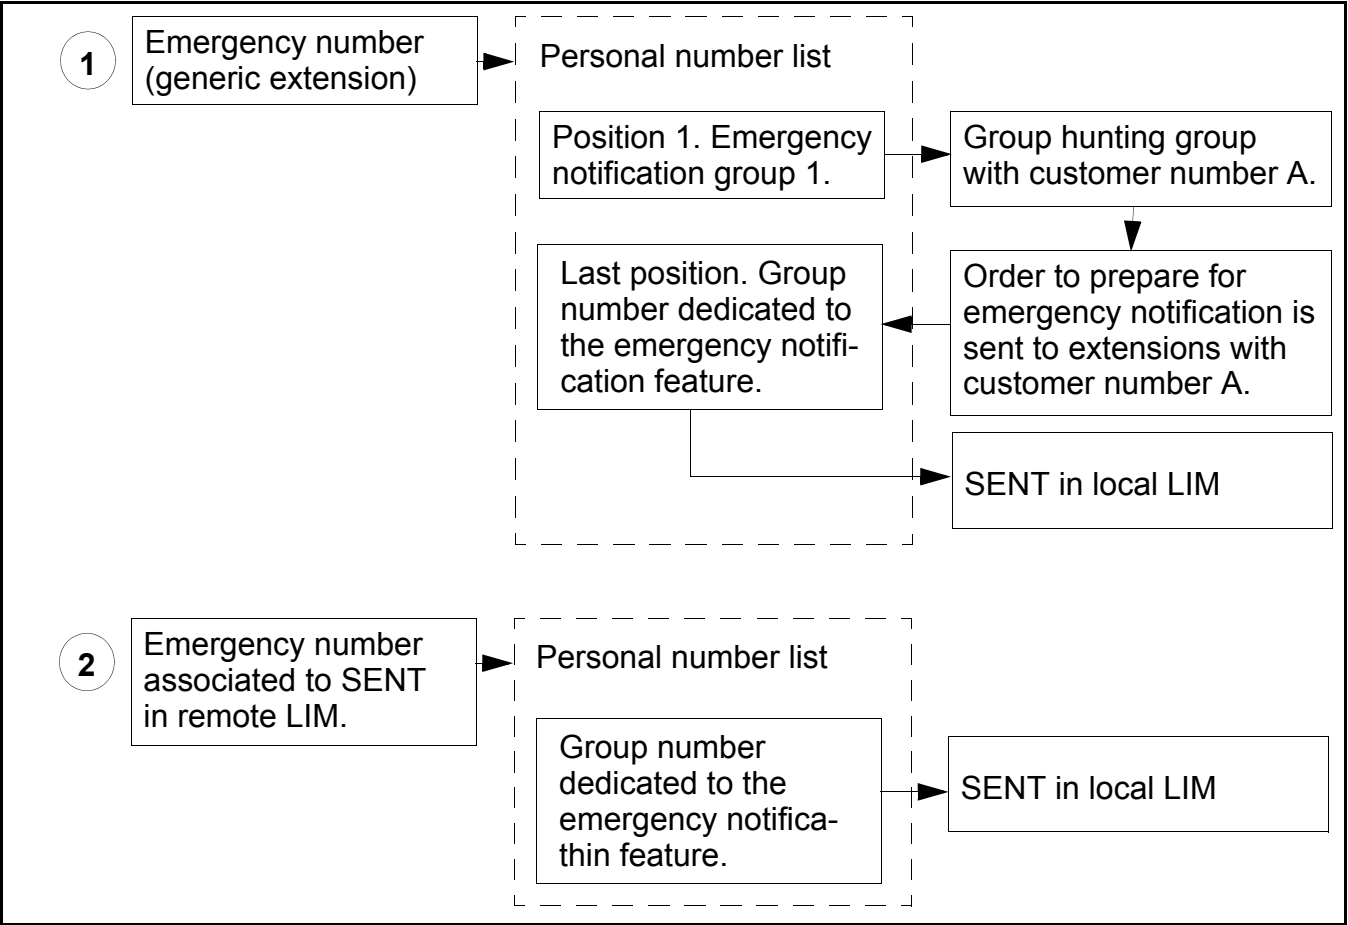 1
Emergency number
(generic extension)
Personal number list
Position 1. Emergency
notification group 1.
Group hunting group
with customer number A.
Order to prepare for
emergency notification is
sent to extensions with
customer number A.
Last position. Group
number dedicated to
the emergency notifi-
cation feature.
SENT in local LIM
2
Emergency number
associated to SENT
in remote LIM.
Personal number list
Group number
dedicated to the
emergency notifica-
thin feature.
SENT in local LIM